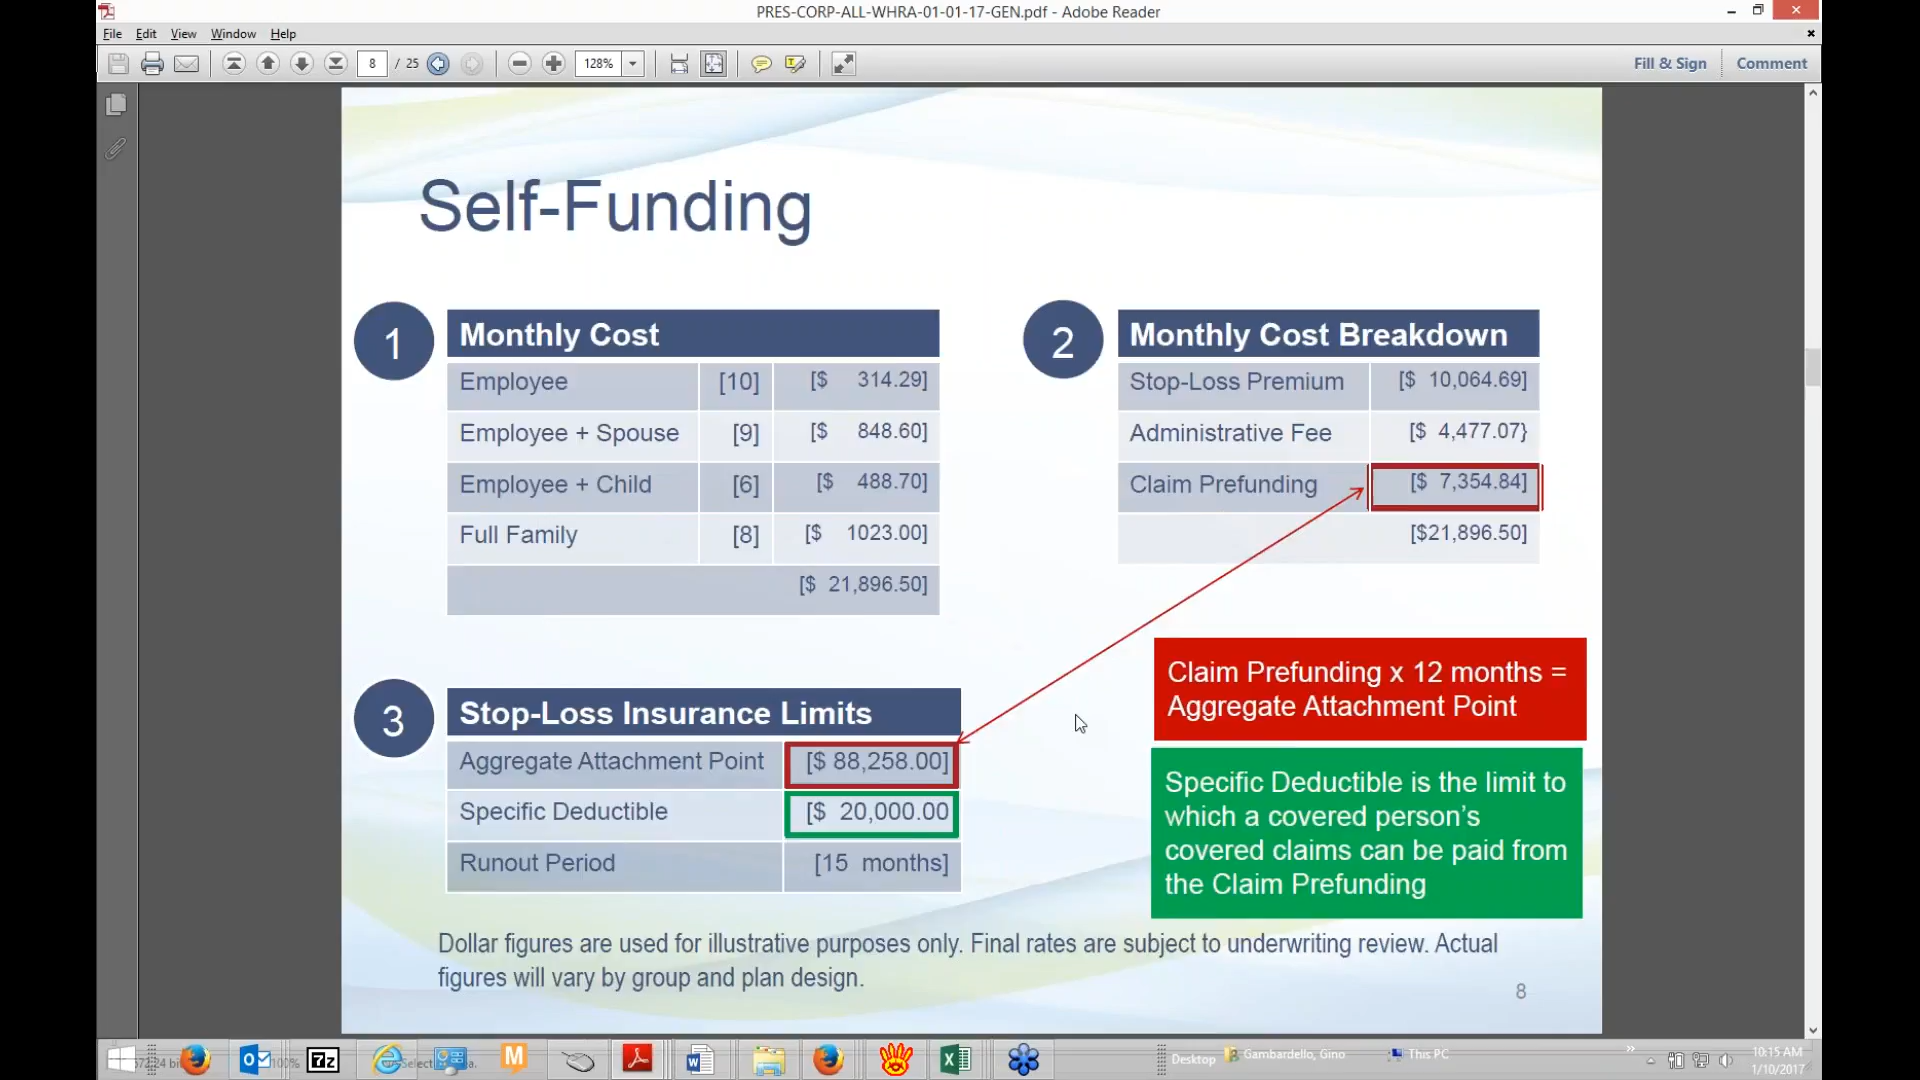 PRES-CORP-ALL-WHRA-01-01-17-GEN.pdf - Adobe Reader
File Edit View Window Help
8 / 25 128% Fill & Sign Comment
Self-Funding
1 Monthly Cost
Employee [10] [$ 314.29]
Employee + Spouse [9] [$ 848.60]
Employee + Child [6] [$ 488.70]
Full Family [8] [$ 1023.00]
[$ 21,896.50]
2 Monthly Cost Breakdown
Stop-Loss Premium [$ 10,064.69]
Administrative Fee [$ 4,477.07}
Claim Prefunding [$ 7,354.84]
[$21,896.50]
3 Stop-Loss Insurance Limits
Aggregate Attachment Point [$ 88,258.00]
Specific Deductible [$ 20,000.00
Runout Period [15 months]
Claim Prefunding x 12 months =
Aggregate Attachment Point
Specific Deductible is the limit to
which a covered person's
covered claims can be paid from
the Claim Prefunding
Dollar figures are used for illustrative purposes only. Final rates are subject to underwriting review. Actual
figures will vary by group and plan design.
8
Desktop Gambardello, Gino This PC
10:15 AM
1/10/2017